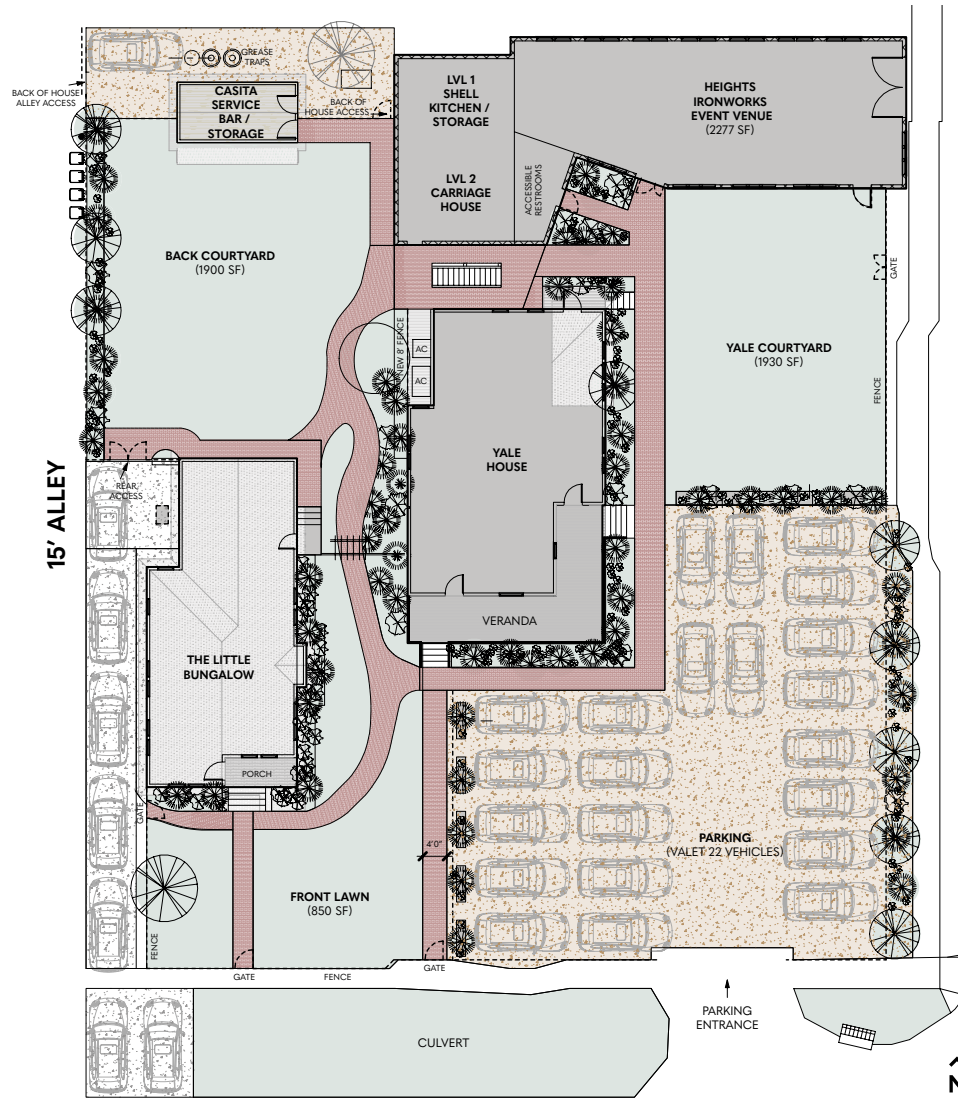 GREASE
TRAPS
BACK OF HOUSE
ALLEY ACCESS
CASITA
SERVICE
BAR /
STORAGE
BACK OF
HOUSE ACCESS
LVL 1
SHELL
KITCHEN /
STORAGE
LVL 2
CARRIAGE
HOUSE
ACCESSIBLE
RESTROOMS
HEIGHTS
IRONWORKS
EVENT VENUE
(2277 SF)
BACK COURTYARD
(1900 SF)
GATE
YALE COURTYARD
(1930 SF)
FENCE
NEW 8' FENCE
AC
AC
YALE
HOUSE
15' ALLEY
REAR
ACCESS
VERANDA
THE LITTLE
BUNGALOW
PORCH
GATE
4'0"
PARKING
(VALET 22 VEHICLES)
FRONT LAWN
(850 SF)
FENCE
GATE
FENCE
GATE
PARKING
ENTRANCE
CULVERT
N